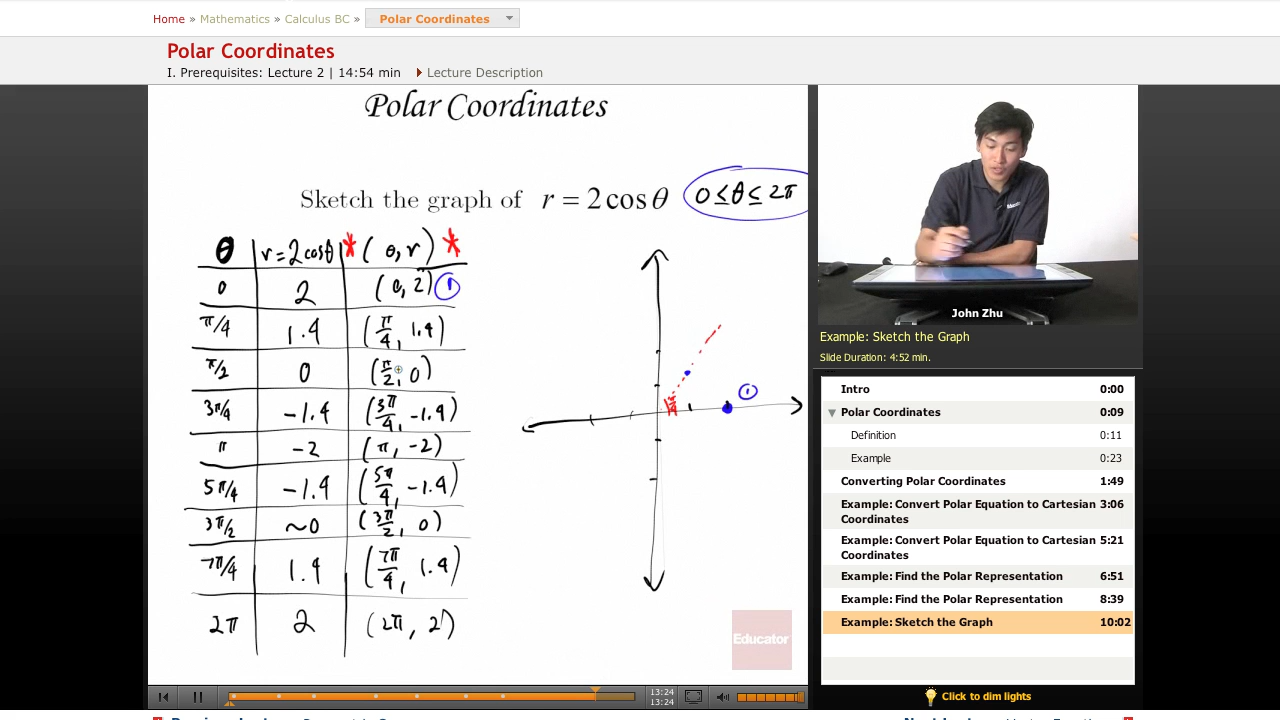 Home » Mathematics » Calculus BC » Polar Coordinates
Polar Coordinates
I. Prerequisites: Lecture 2 | 14:54 min Lecture Description
Polar Coordinates
Sketch the graph of r = 2 cos θ 0 ≤ θ ≤ 2π
θ r = 2cosθ * (θ, r) *
0 2 (0, 2) 1
π/4 1.4 (π/4, 1.4)
π/2 0 (π/2, 0)
3π/4 -1.4 (3π/4, -1.4)
π -2 (π, -2)
5π/4 -1.4 (5π/4, -1.4)
3π/2 ~0 (3π/2, 0)
7π/4 1.4 (7π/4, 1.4)
2π 2 (2π, 2)
π/4
1
Educator
John Zhu
Example: Sketch the Graph
Slide Duration: 4:52 min.
Intro 0:00
Polar Coordinates 0:09
Definition 0:11
Example 0:23
Converting Polar Coordinates 1:49
Example: Convert Polar Equation to Cartesian 3:06
Coordinates
Example: Convert Polar Equation to Cartesian 5:21
Coordinates
Example: Find the Polar Representation 6:51
Example: Find the Polar Representation 8:39
Example: Sketch the Graph 10:02
13:24
13:24
Click to dim lights